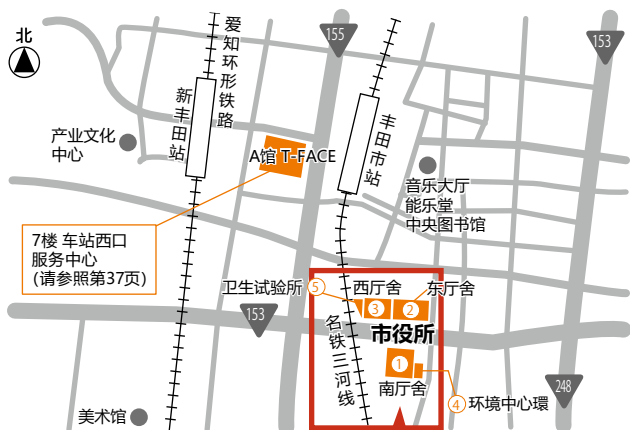 北
爱知环形铁路
155
153
新丰田站
丰田市站
产业文化
中心
A馆 T-FACE
音乐大厅
能乐堂
中央图书馆
7楼 车站西口
服务中心
(请参照第37页)
卫生试验所 ⑤
西厅舍
③
东厅舍
②
153
市役所
名铁三河线
①
南厅舍
④ 环境中心環
248
美术馆